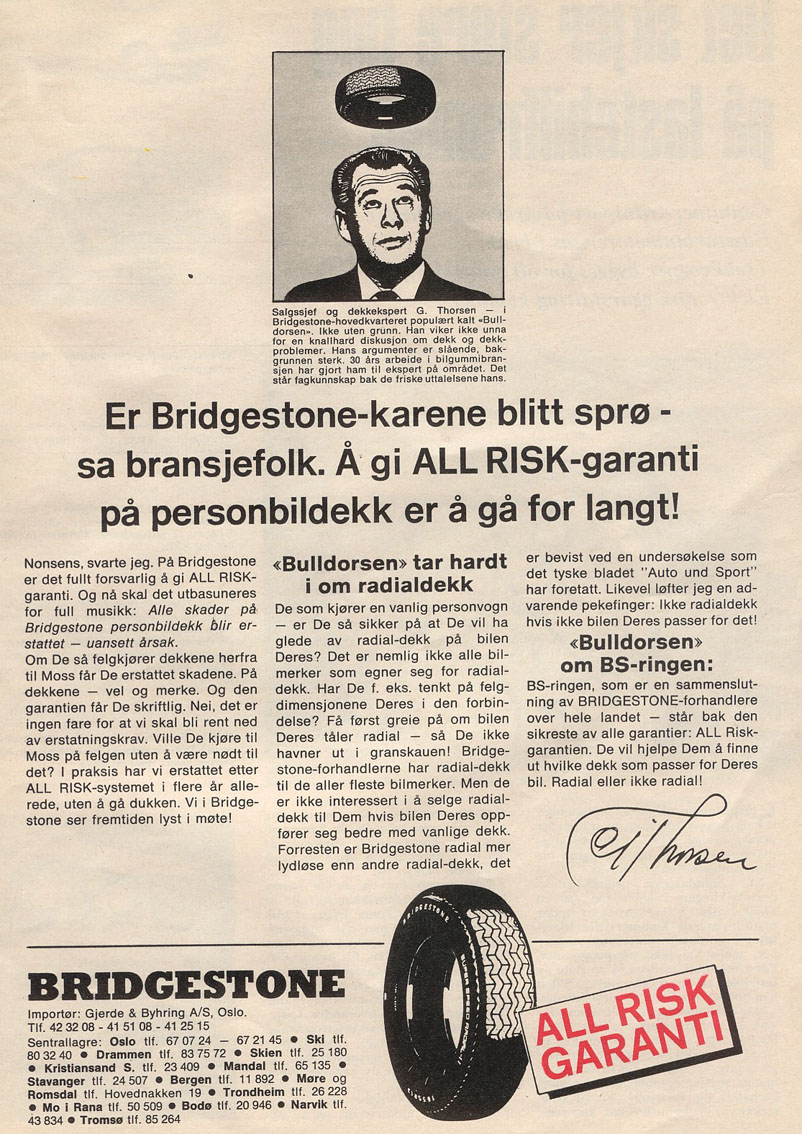 Salgssjef og dekkekspert G. Thorsen — i
Bridgestone-hovedkvarteret populært kalt «Bull-
dorsen». Ikke uten grunn. Han viker ikke unna
for en knallhard diskusjon om dekk og dekk-
problemer. Hans argumenter er slående, bak-
grunnen sterk. 30 års arbeide i bilgummibran-
sjen har gjort ham til ekspert på området. Det
står fagkunnskap bak de friske uttalelsene hans.
Er Bridgestone-karene blitt sprø -
sa bransjefolk. Å gi ALL RISK-garanti
på personbildekk er å gå for langt!
Nonsens, svarte jeg. På Bridgestone
er det fullt forsvarlig å gi ALL RISK-
garanti. Og nå skal det utbasuneres
for full musikk: Alle skader på
Bridgestone personbildekk blir er-
stattet — uansett årsak.
Om De så felgkjører dekkene herfra
til Moss får De erstattet skadene. På
dekkene — vel og merke. Og den
garantien får De skriftlig. Nei, det er
ingen fare for at vi skal bli rent ned
av erstatningskrav. Ville De kjøre til
Moss på felgen uten å være nødt til
det? I praksis har vi erstattet etter
ALL RISK-systemet i flere år alle-
rede, uten å gå dukken. Vi i Bridge-
stone ser fremtiden lyst i møte!
«Bulldorsen» tar hardt
i om radialdekk
De som kjører en vanlig personvogn
— er De så sikker på at De vil ha
glede av radial-dekk på bilen
Deres? Det er nemlig ikke alle bil-
merker som egner seg for radial-
dekk. Har De f. eks. tenkt på felg-
dimensjonene Deres i den forbin-
delse? Få først greie på om bilen
Deres tåler radial — så De ikke
havner ut i granskauen! Bridge-
stone-forhandlerne har radial-dekk
til de aller fleste bilmerker. Men de
er ikke interessert i å selge radial-
dekk til Dem hvis bilen Deres opp-
fører seg bedre med vanlige dekk.
Forresten er Bridgestone radial mer
lydløse enn andre radial-dekk, det
er bevist ved en undersøkelse som
det tyske bladet "Auto und Sport"
har foretatt. Likevel løfter jeg en ad-
varende pekefinger: Ikke radialdekk
hvis ikke bilen Deres passer for det!
«Bulldorsen»
om BS-ringen:
BS-ringen, som er en sammenslut-
ning av BRIDGESTONE-forhandlere
over hele landet — står bak den
sikreste av alle garantier: ALL Risk-
garantien. De vil hjelpe Dem å finne
ut hvilke dekk som passer for Deres
bil. Radial eller ikke radial!
G Thorsen
BRIDGESTONE
BRIDGESTONE
Importør: Gjerde & Byhring A/S, Oslo.
Tlf. 42 32 08 - 41 51 08 - 41 25 15
Sentrallagre: Oslo tlf. 67 07 24 — 67 21 45 ● Ski tlf.
80 32 40 ● Drammen tlf. 83 75 72 ● Skien tlf. 25 180
● Kristiansand S. tlf. 23 409 ● Mandal tlf. 65 135 ●
Stavanger tlf. 24 507 ● Bergen tlf. 11 892 ● Møre og
Romsdal tlf. Hovednakken 19 ● Trondheim tlf. 26 228
● Mo i Rana tlf. 50 509 ● Bodø tlf. 20 946 ● Narvik tlf.
43 834 ● Tromsø tlf. 85 264
ALL RISK
GARANTI